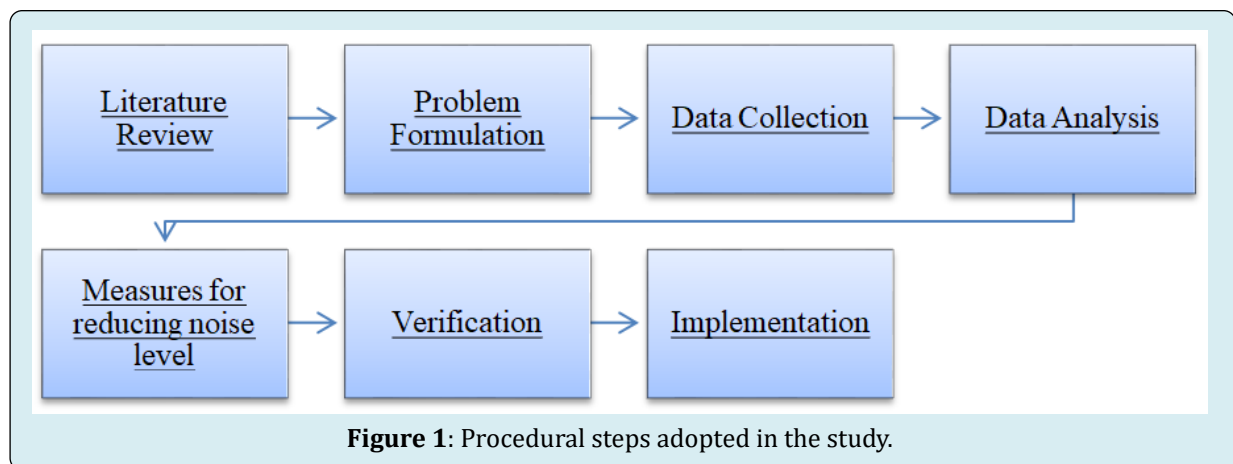 Literature
Review
Problem
Formulation
Data Collection
Data Analysis
Measures for
reducing noise
level
Verification
Implementation
Figure 1: Procedural steps adopted in the study.